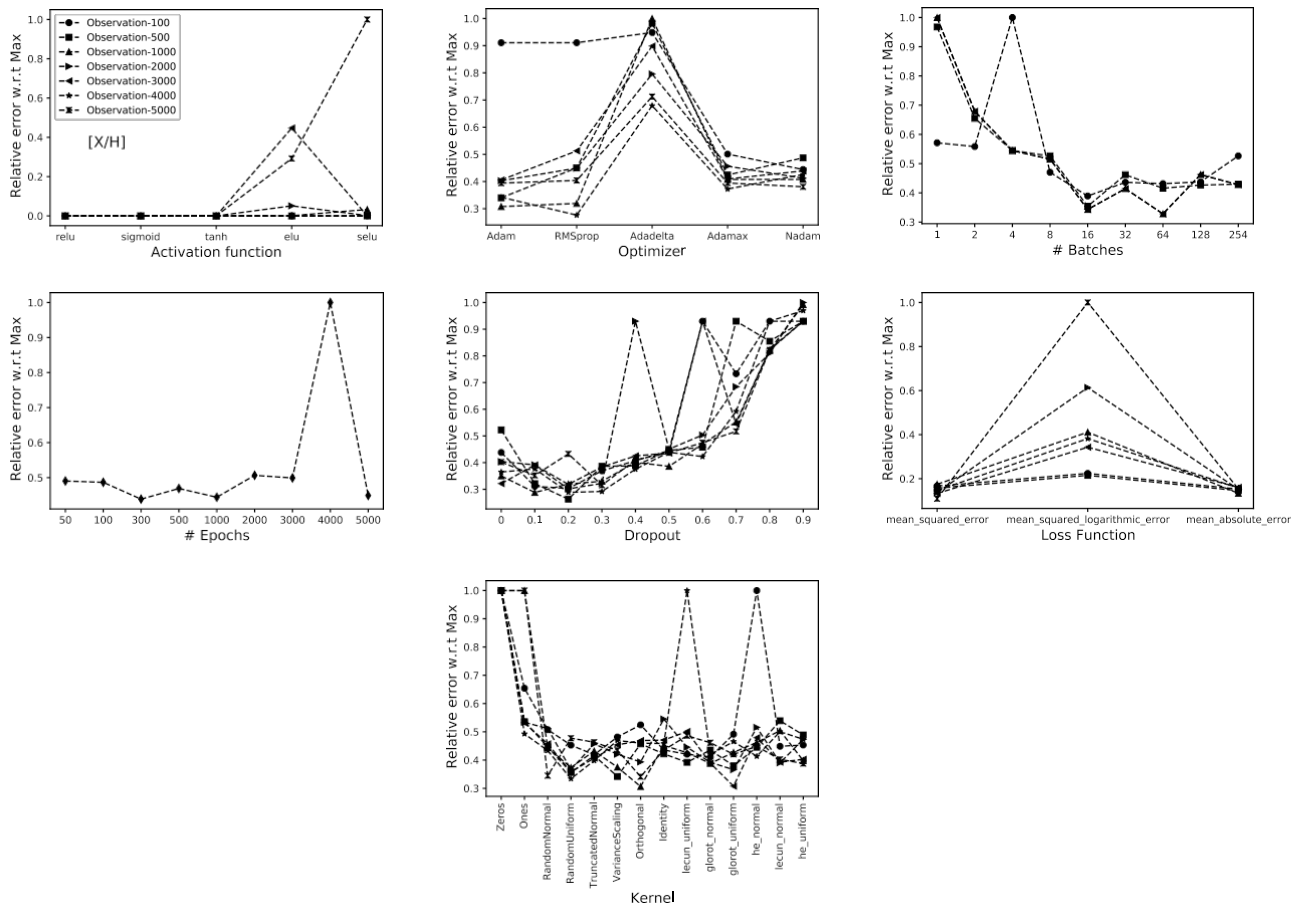 Relative error w.r.t Max
1.0
0.8
0.6
0.4
0.2
0.0
Observation-100
Observation-500
Observation-1000
Observation-2000
Observation-3000
Observation-4000
Observation-5000
[X/H]
relu sigmoid tanh elu selu
Activation function
Relative error w.r.t Max
1.0
0.9
0.8
0.7
0.6
0.5
0.4
0.3
Adam RMSprop Adadelta Adamax Nadam
Optimizer
Relative error w.r.t Max
1.0
0.9
0.8
0.7
0.6
0.5
0.4
0.3
1 2 4 8 16 32 64 128 254
# Batches
Relative error w.r.t Max
1.0
0.9
0.8
0.7
0.6
0.5
50 100 300 500 1000 2000 3000 4000 5000
# Epochs
Relative error w.r.t Max
1.0
0.9
0.8
0.7
0.6
0.5
0.4
0.3
0 0.1 0.2 0.3 0.4 0.5 0.6 0.7 0.8 0.9
Dropout
Relative error w.r.t Max
1.0
0.8
0.6
0.4
0.2
mean_squared_error mean_squared_logarithmic_error mean_absolute_error
Loss Function
Relative error w.r.t Max
1.0
0.9
0.8
0.7
0.6
0.5
0.4
0.3
Zeros
Ones
RandomNormal
RandomUniform
TruncatedNormal
VarianceScaling
Orthogonal
Identity
lecun_uniform
glorot_normal
glorot_uniform
he_normal
lecun_normal
he_uniform
Kernel